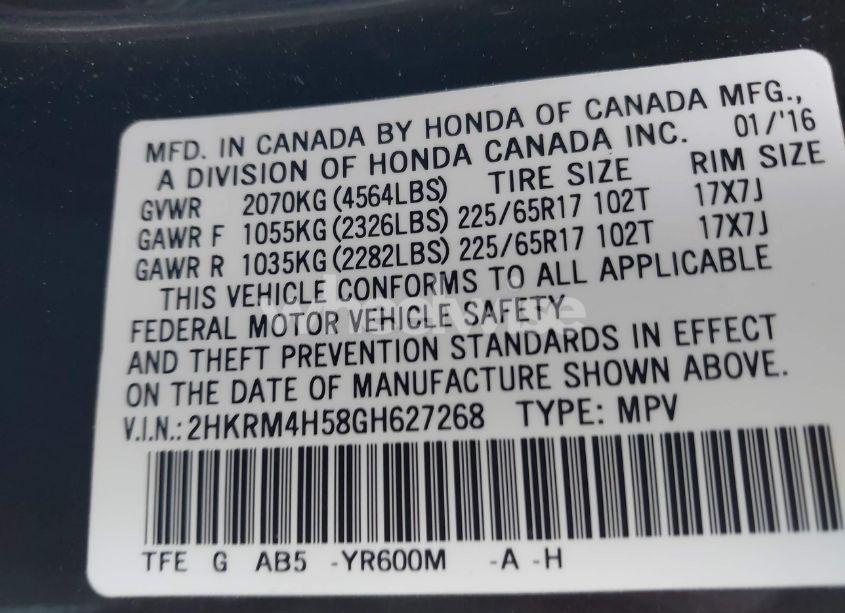 MFD. IN CANADA BY HONDA OF CANADA MFG.,
A DIVISION OF HONDA CANADA INC. 01/'16
TIRE SIZE RIM SIZE
GVWR 2070KG (4564LBS)
GAWR F 1055KG (2326LBS) 225/65R17 102T 17X7J
GAWR R 1035KG (2282LBS) 225/65R17 102T 17X7J
THIS VEHICLE CONFORMS TO ALL APPLICABLE
FEDERAL MOTOR VEHICLE SAFETY
AND THEFT PREVENTION STANDARDS IN EFFECT
ON THE DATE OF MANUFACTURE SHOWN ABOVE.
V.I.N.: 2HKRM4H58GH627268 TYPE: MPV
TFE G AB5 -YR600M -A -H